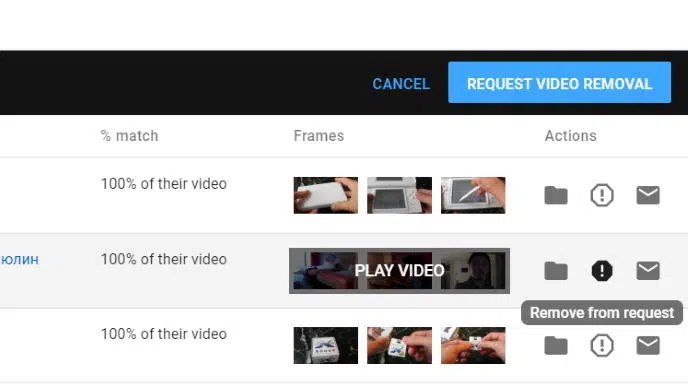 CANCEL
REQUEST VIDEO REMOVAL
% match
Frames
Actions
100% of their video
юлин
100% of their video
PLAY VIDEO
Remove from request
100% of their video